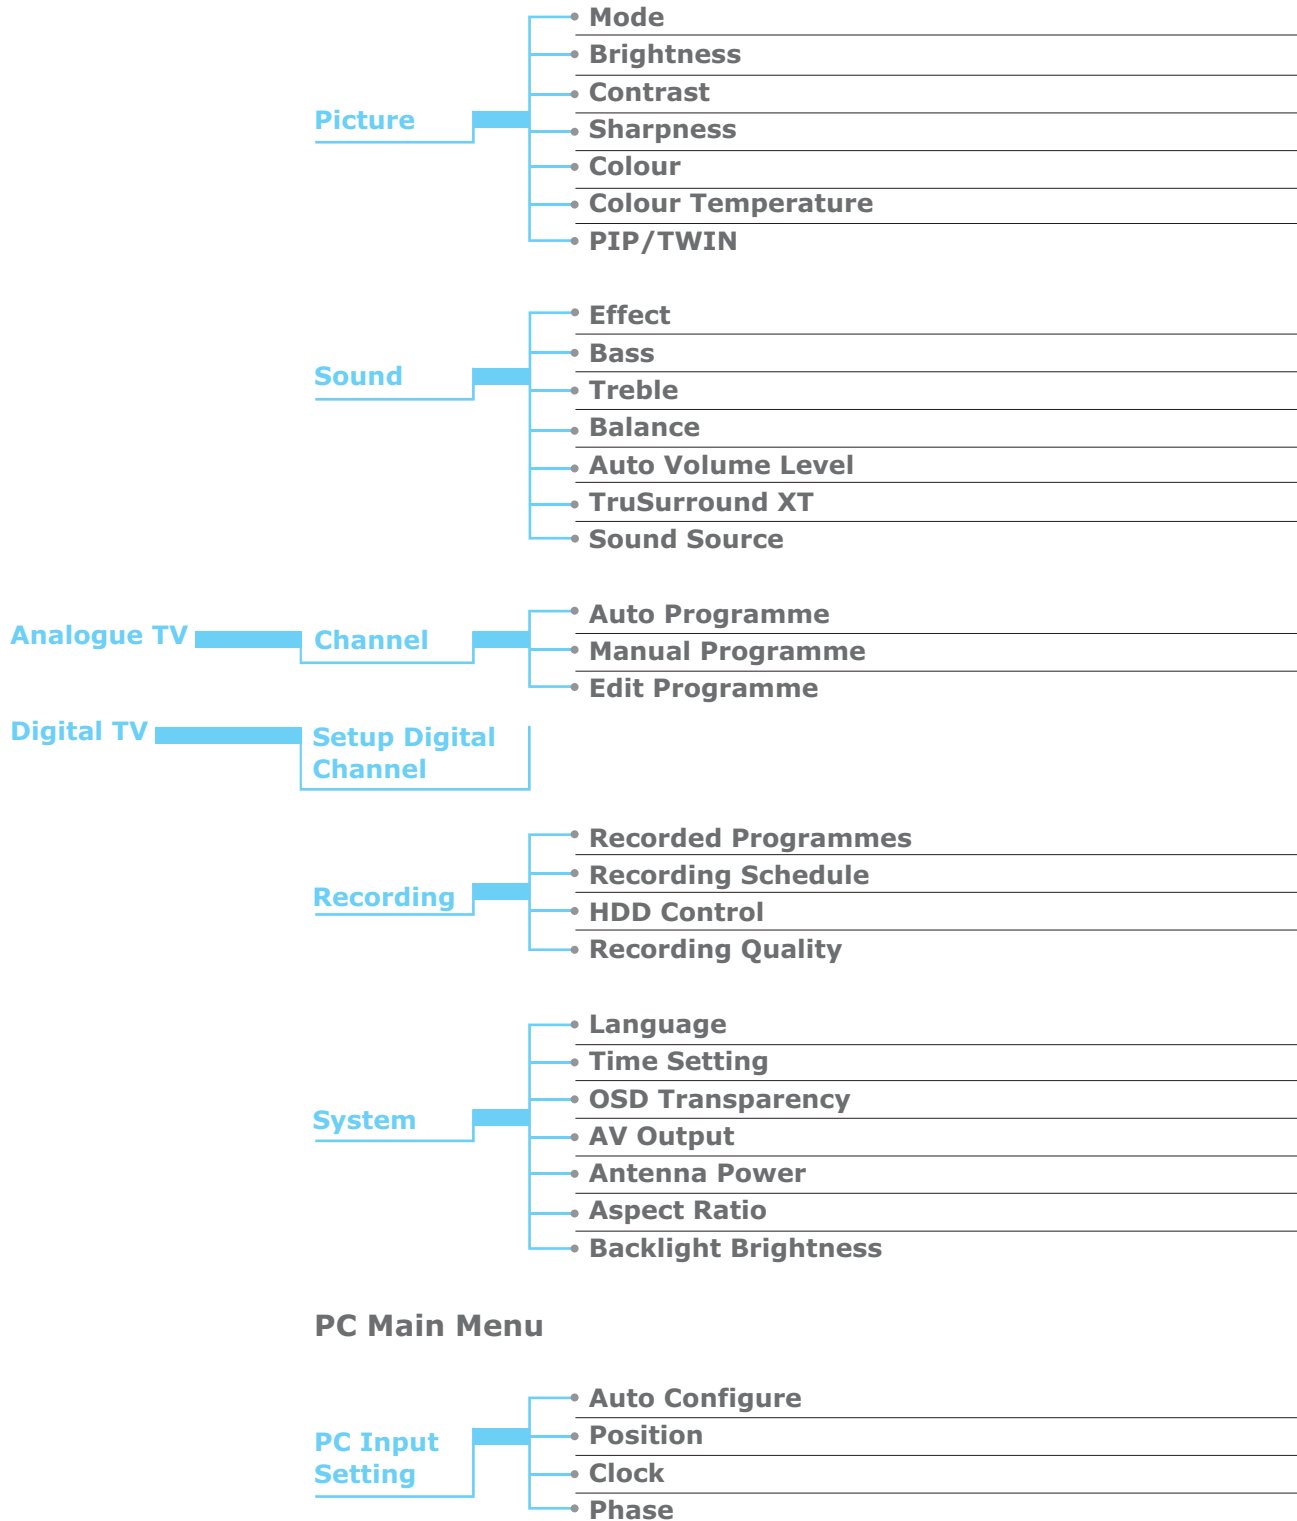 Picture
Mode
Brightness
Contrast
Sharpness
Colour
Colour Temperature
PIP/TWIN
Sound
Effect
Bass
Treble
Balance
Auto Volume Level
TruSurround XT
Sound Source
Analogue TV
Channel
Auto Programme
Manual Programme
Edit Programme
Digital TV
Setup Digital
Channel
Recording
Recorded Programmes
Recording Schedule
HDD Control
Recording Quality
System
Language
Time Setting
OSD Transparency
AV Output
Antenna Power
Aspect Ratio
Backlight Brightness
PC Main Menu
PC Input
Setting
Auto Configure
Position
Clock
Phase